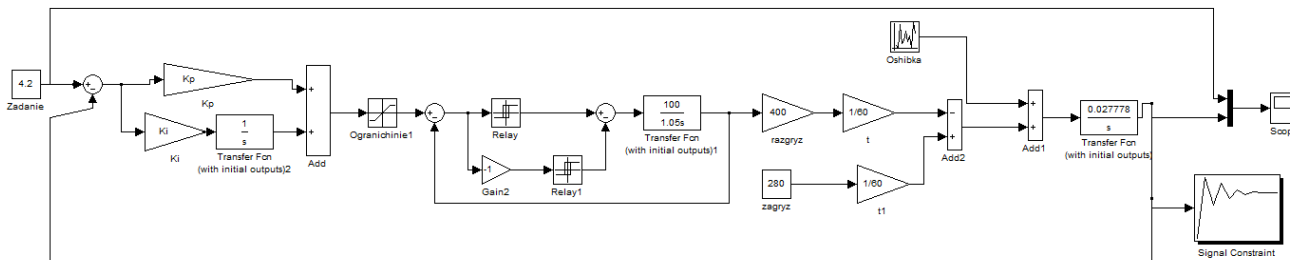 4.2
Zadanie
+
−
Kp
Kp
Ki
Ki
1
s
Transfer Fcn
(with initial outputs)2
+
+
Add
Ogranichinie1
+
−
Relay
-1
Gain2
Relay1
+
−
100
1.05s
Transfer Fcn
(with initial outputs)1
400
razgryz
1/60
t
280
zagryz
1/60
t1
−
+
Add2
Oshibka
+
+
Add1
0.027778
s
Transfer Fcn
(with initial outputs)
Scop
Signal Constraint